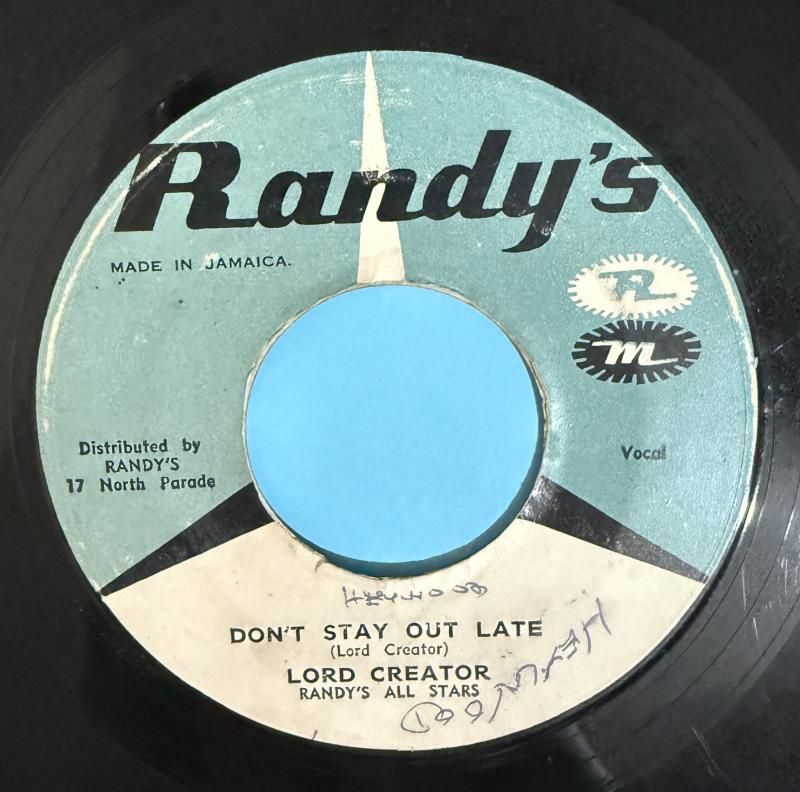 Randy's
MADE IN JAMAICA.
R
M
Distributed by
RANDY'S
17 North Parade
Vocal
HEYWOOD
DON'T STAY OUT LATE
(Lord Creator)
LORD CREATOR
RANDY'S ALL STARS